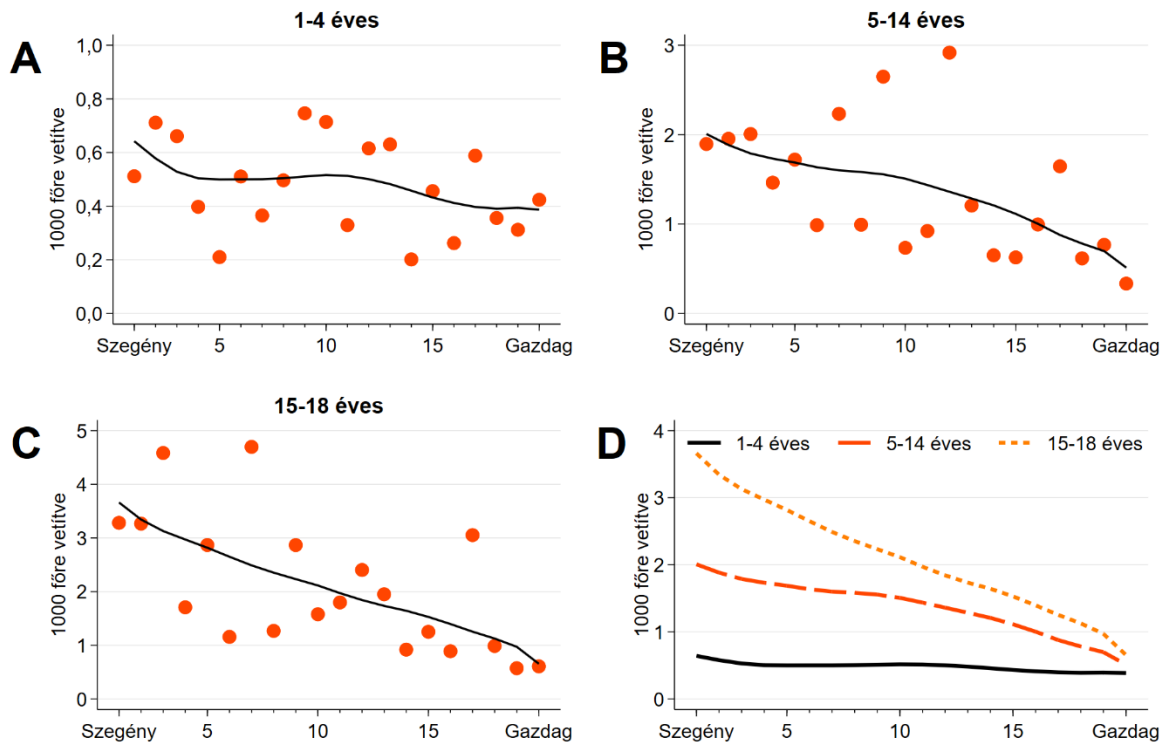 A
1-4 éves
1000 főre vetítve
1,0
0,8
0,6
0,4
0,2
0,0
Szegény 5 10 15 Gazdag
B
5-14 éves
1000 főre vetítve
3
2
1
0
Szegény 5 10 15 Gazdag
C
15-18 éves
1000 főre vetítve
5
4
3
2
1
0
Szegény 5 10 15 Gazdag
D
1-4 éves 5-14 éves 15-18 éves
1000 főre vetítve
4
3
2
1
0
Szegény 5 10 15 Gazdag